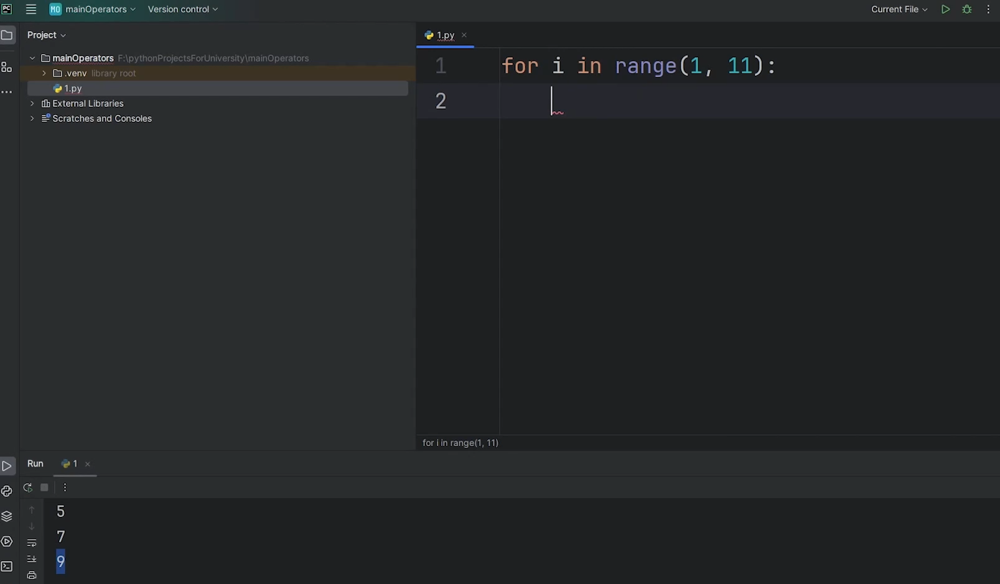 PC MO mainOperators Version control Current File
Project
1.py
mainOperators F:\pythonProjectsForUniversity\mainOperators
.venv library root
1.py
External Libraries
Scratches and Consoles
1 for i in range(1, 11):
2
for i in range(1, 11)
Run 1
5
7
9